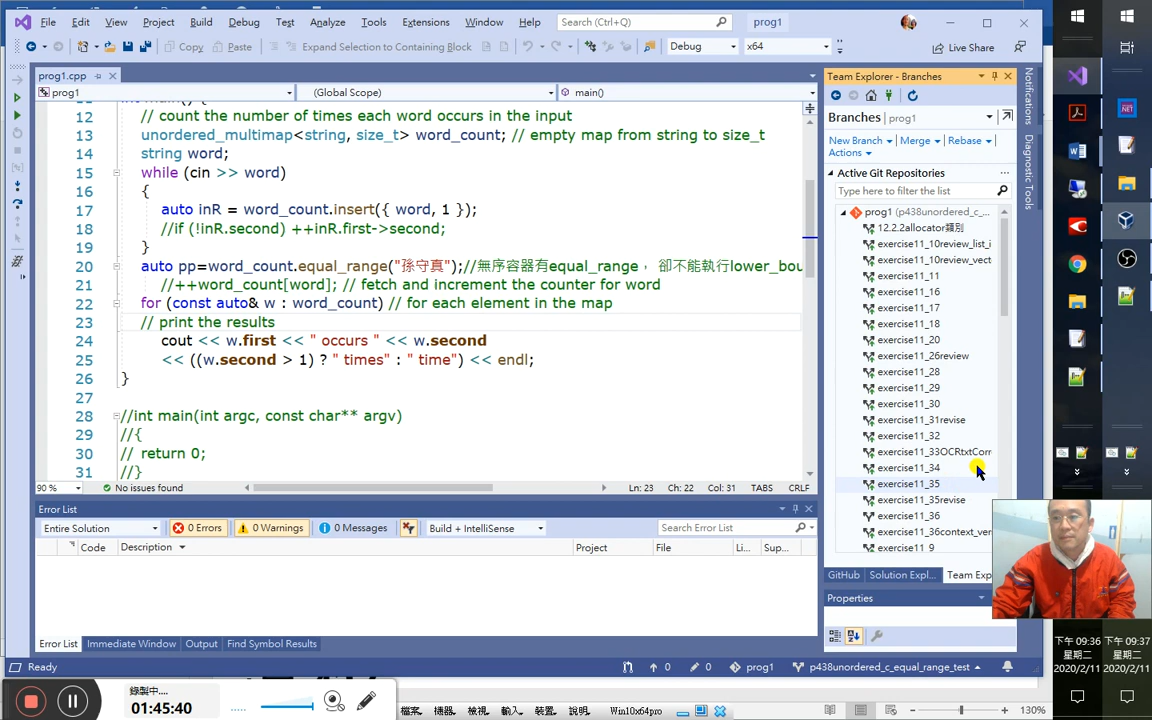 File Edit View Project Build Debug Test Analyze Tools Extensions Window Help Search (Ctrl+Q) prog1
Copy Paste Expand Selection to Containing Block Debug x64 Live Share
prog1.cpp
prog1 (Global Scope) main()
12 // count the number of times each word occurs in the input
13 unordered_multimap<string, size_t> word_count; // empty map from string to size_t
14 string word;
15 while (cin >> word)
16 {
17 auto inR = word_count.insert({ word, 1 });
18 //if (!inR.second) ++inR.first->second;
19 }
20 auto pp=word_count.equal_range("孫守真");//無序容器有equal_range, 卻不能執行lower_bou
21 //++word_count[word]; // fetch and increment the counter for word
22 for (const auto& w : word_count) // for each element in the map
23 // print the results
24 cout << w.first << " occurs " << w.second
25 << ((w.second > 1) ? " times" : " time") << endl;
26 }
27
28 //int main(int argc, const char** argv)
29 //{
30 // return 0;
31 //}
90 % No issues found Ln: 23 Ch: 22 Col: 31 TABS CRLF
Error List
Entire Solution 0 Errors 0 Warnings 0 Messages Build + IntelliSense Search Error List
Code Description Project File Li... Sup...
Error List Immediate Window Output Find Symbol Results
Ready 0 0 prog1 p438unordered_c_equal_range_test
Team Explorer - Branches
Branches prog1
New Branch Merge Rebase
Actions
Active Git Repositories
Type here to filter the list
prog1 (p438unordered_c_...
12.2.2allocator類別
exercise11_10review_list_i
exercise11_10review_vect
exercise11_11
exercise11_16
exercise11_17
exercise11_18
exercise11_20
exercise11_26review
exercise11_28
exercise11_29
exercise11_30
exercise11_31revise
exercise11_32
exercise11_33OCRtxtCorr
exercise11_34
exercise11_35
exercise11_35revise
exercise11_36
exercise11_36context_ver
exercise11_9
GitHub Solution Expl... Team Exp
Properties
Notifications
Diagnostic Tools
錄製中....
01:45:40
檔案 機器 檢視 輸入 裝置 說明 Win10x64pro
130%
下午 09:36
星期二
2020/2/11
下午 09:37
星期二
2020/2/11